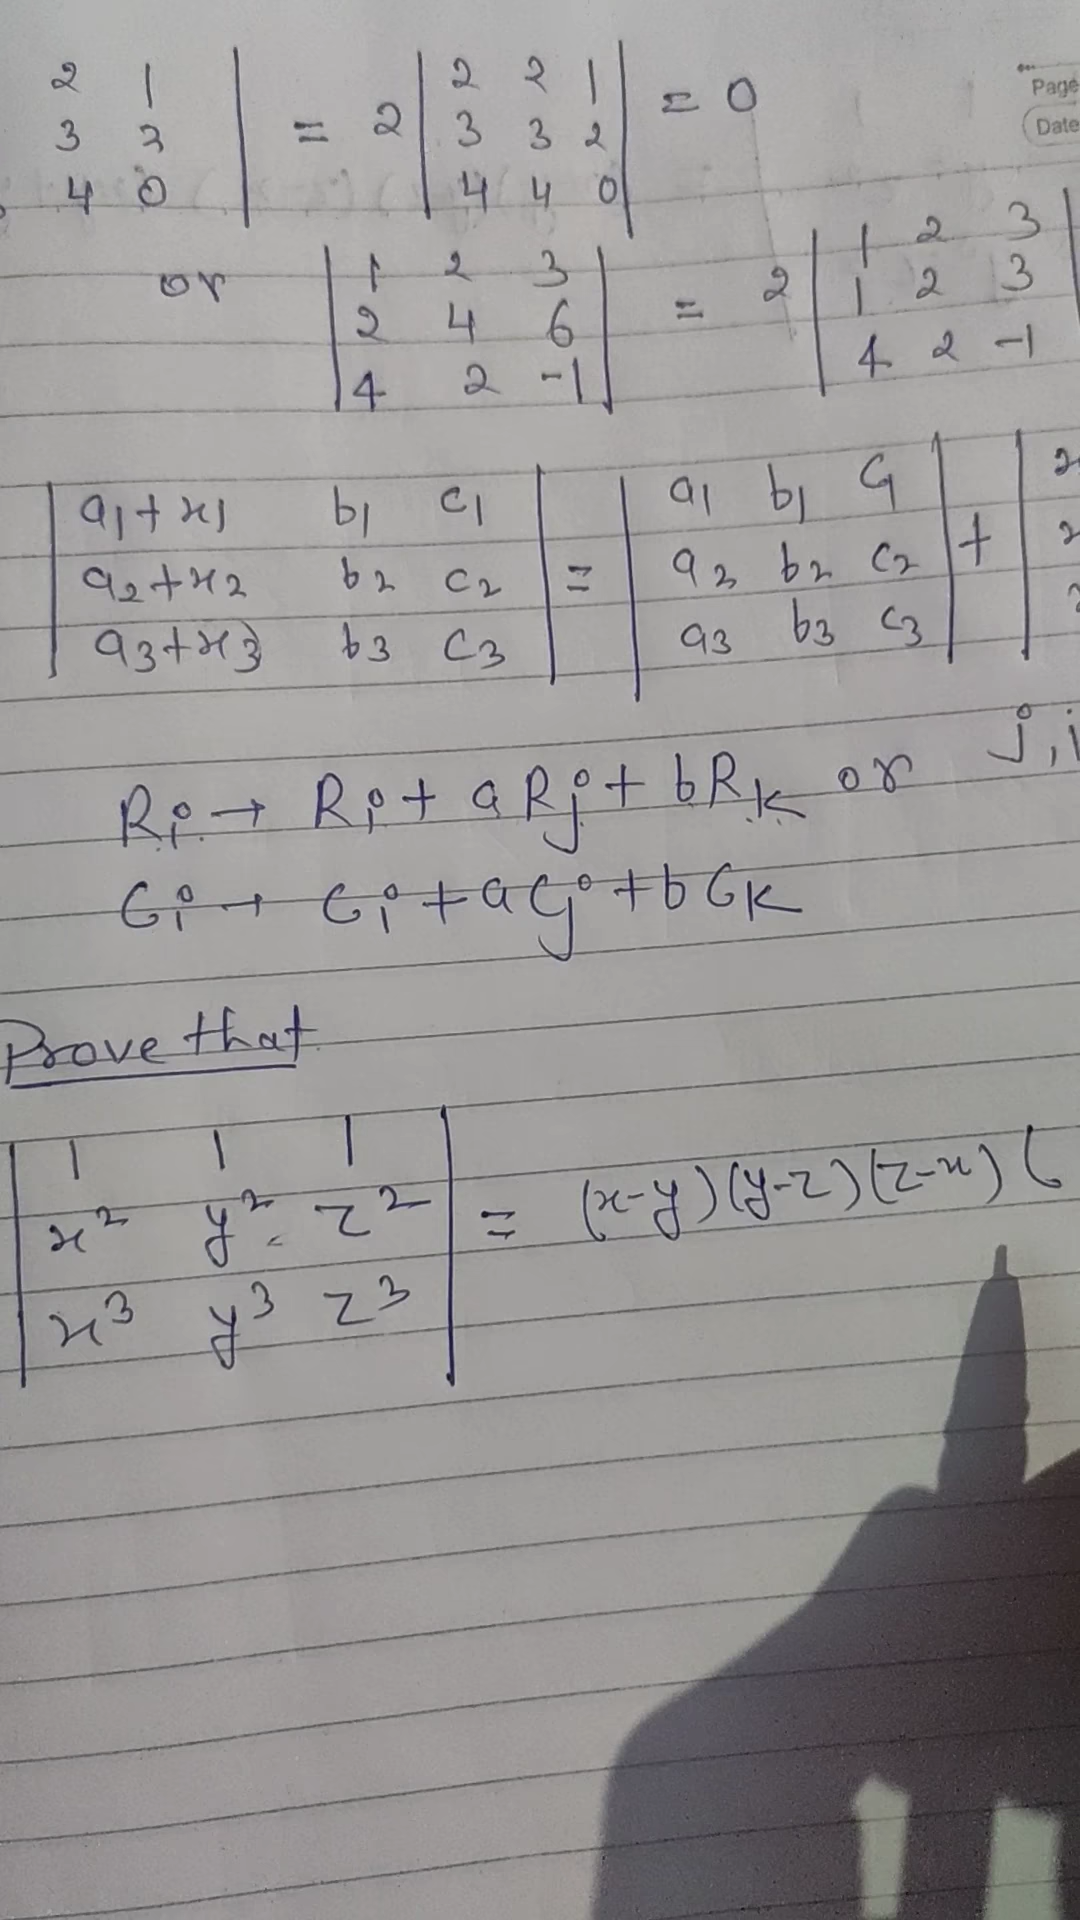 Page
Date
| 2 1 |
| 3 2 |
| 4 0 |
= 2
| 2 2 1 |
| 3 3 2 |
| 4 4 0 |
= 0
or
| 1 2 3 |
| 2 4 6 |
| 4 2 -1 |
= 2
| 1 2 3 |
| 1 2 3 |
| 4 2 -1 |
| a1+x1 b1 c1 |
| a2+x2 b2 c2 |
| a3+x3 b3 c3 |
=
| a1 b1 c1 |
| a2 b2 c2 |
| a3 b3 c3 |
+
Ri → Ri + aRj + bRk or j, i
Ci → Ci + aCj + bCk
Prove that
| 1 1 1 |
| x² y² z² |
| x³ y³ z³ |
= (x-y)(y-z)(z-x)(